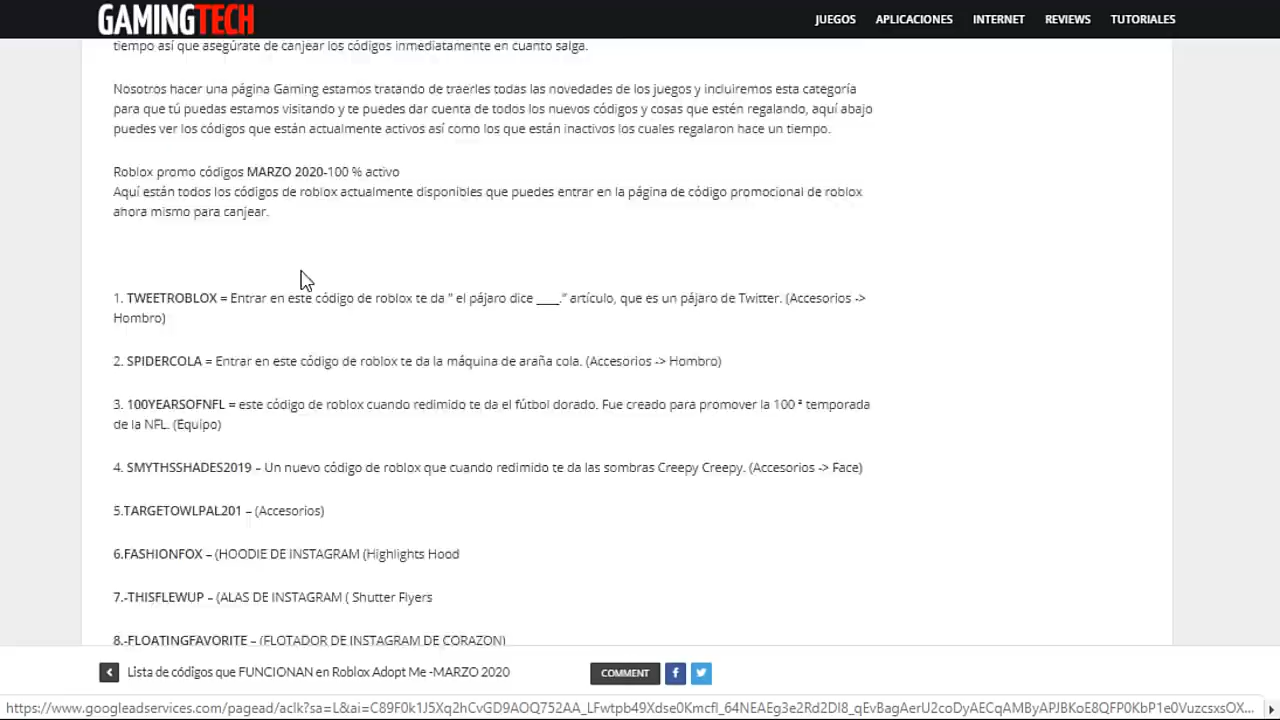 GAMINGTECH
JUEGOS APLICACIONES INTERNET REVIEWS TUTORIALES
tiempo así que asegúrate de canjear los códigos inmediatamente en cuanto salga.
Nosotros hacer una página Gaming estamos tratando de traerles todas las novedades de los juegos y incluiremos esta categoría
para que tú puedas estamos visitando y te puedes dar cuenta de todos los nuevos códigos y cosas que estén regalando, aquí abajo
puedes ver los códigos que están actualmente activos así como los que están inactivos los cuales regalaron hace un tiempo.
Roblox promo códigos MARZO 2020-100 % activo
Aquí están todos los códigos de roblox actualmente disponibles que puedes entrar en la página de código promocional de roblox
ahora mismo para canjear.
1. TWEETROBLOX = Entrar en este código de roblox te da " el pájaro dice ____." artículo, que es un pájaro de Twitter. (Accesorios ->
Hombro)
2. SPIDERCOLA = Entrar en este código de roblox te da la máquina de araña cola. (Accesorios -> Hombro)
3. 100YEARSOFNFL = este código de roblox cuando redimido te da el fútbol dorado. Fue creado para promover la 100 ª temporada
de la NFL. (Equipo)
4. SMYTHSSHADES2019 – Un nuevo código de roblox que cuando redimido te da las sombras Creepy Creepy. (Accesorios -> Face)
5.TARGETOWLPAL201 – (Accesorios)
6.FASHIONFOX – (HOODIE DE INSTAGRAM (Highlights Hood
7.-THISFLEWUP – (ALAS DE INSTAGRAM ( Shutter Flyers
8.-FLOATINGFAVORITE – (FLOTADOR DE INSTAGRAM DE CORAZON)
Lista de códigos que FUNCIONAN en Roblox Adopt Me -MARZO 2020 COMMENT